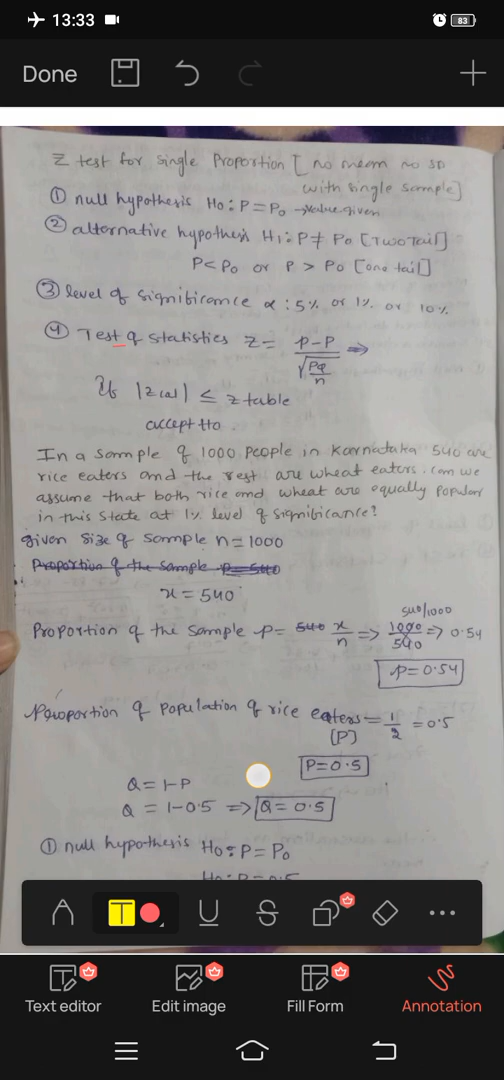 13:33
83
Done
Z test for single Proportion [ no mean no SD
with single sample]
① null hypothesis H0: P = P0 → value given
② alternative hypothesis H1: P ≠ P0 [Two Tail]
P < P0 or P > P0 [one tail]
③ level of significance α : 5% or 1% or 10%
④ Test of statistics Z = p-P / √PQ/n ⇒
If |z cal| ≤ z table
accept H0
In a sample of 1000 people in Karnataka 540 are
rice eaters and the rest are wheat eaters. can we
assume that both rice and wheat are equally popular
in this state at 1% level of significance?
given size of sample n = 1000
Proportion of the sample p = 540
x = 540
540/1000
Proportion of the sample p = 540 x/n ⇒ 1000/540 ⇒ 0.54
p = 0.54
Proportion of population of rice eaters = 1/2 = 0.5
[P]
P = 0.5
Q = 1-P
Q = 1-0.5 ⇒ Q = 0.5
① null hypothesis H0: P = P0
H0: P = 0.5
T
Text editor
Edit image
Fill Form
Annotation